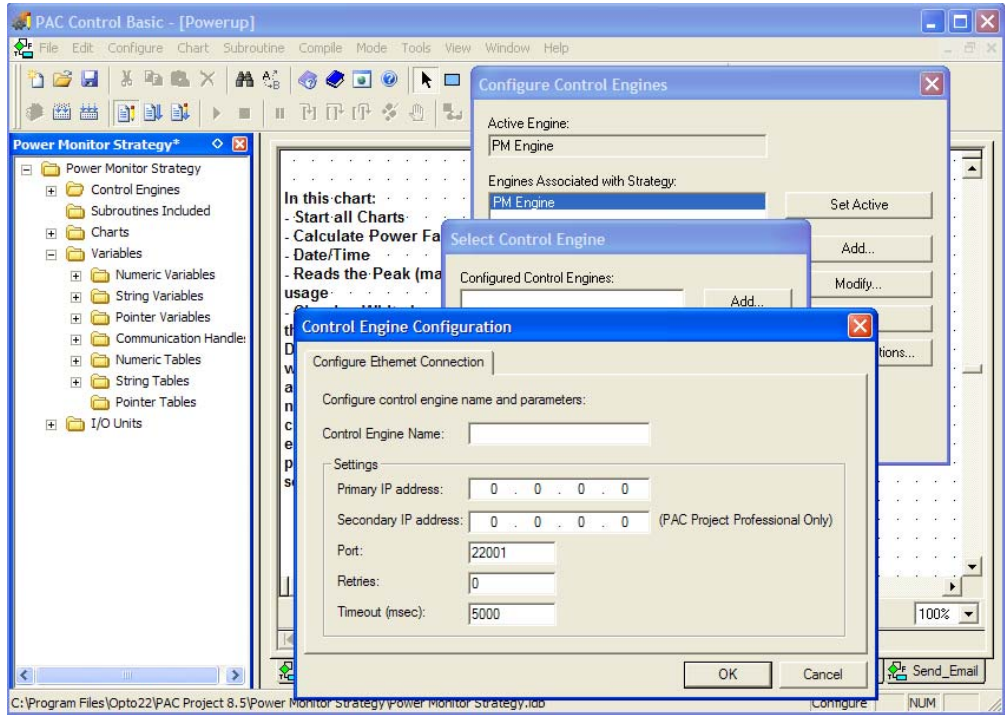 PAC Control Basic - [Powerup]
File Edit Configure Chart Subroutine Compile Mode Tools View Window Help
Power Monitor Strategy*
Power Monitor Strategy
Control Engines
Subroutines Included
Charts
Variables
Numeric Variables
String Variables
Pointer Variables
Communication Handle
Numeric Tables
String Tables
Pointer Tables
I/O Units
In this chart:
- Start all Charts
- Calculate Power Fa
- Date/Time
- Reads the Peak (ma
usage
Configure Control Engines
Active Engine:
PM Engine
Engines Associated with Strategy:
PM Engine
Set Active
Add...
Modify...
tions...
Select Control Engine
Configured Control Engines:
Add...
Control Engine Configuration
Configure Ethernet Connection
Configure control engine name and parameters:
Control Engine Name:
Settings
Primary IP address: 0 . 0 . 0 . 0
Secondary IP address: 0 . 0 . 0 . 0 (PAC Project Professional Only)
Port: 22001
Retries: 0
Timeout (msec): 5000
OK Cancel
100%
Send_Email
C:\Program Files\Opto22\PAC Project 8.5\Power Monitor Strategy\Power Monitor Strategy.idb
Configure NUM